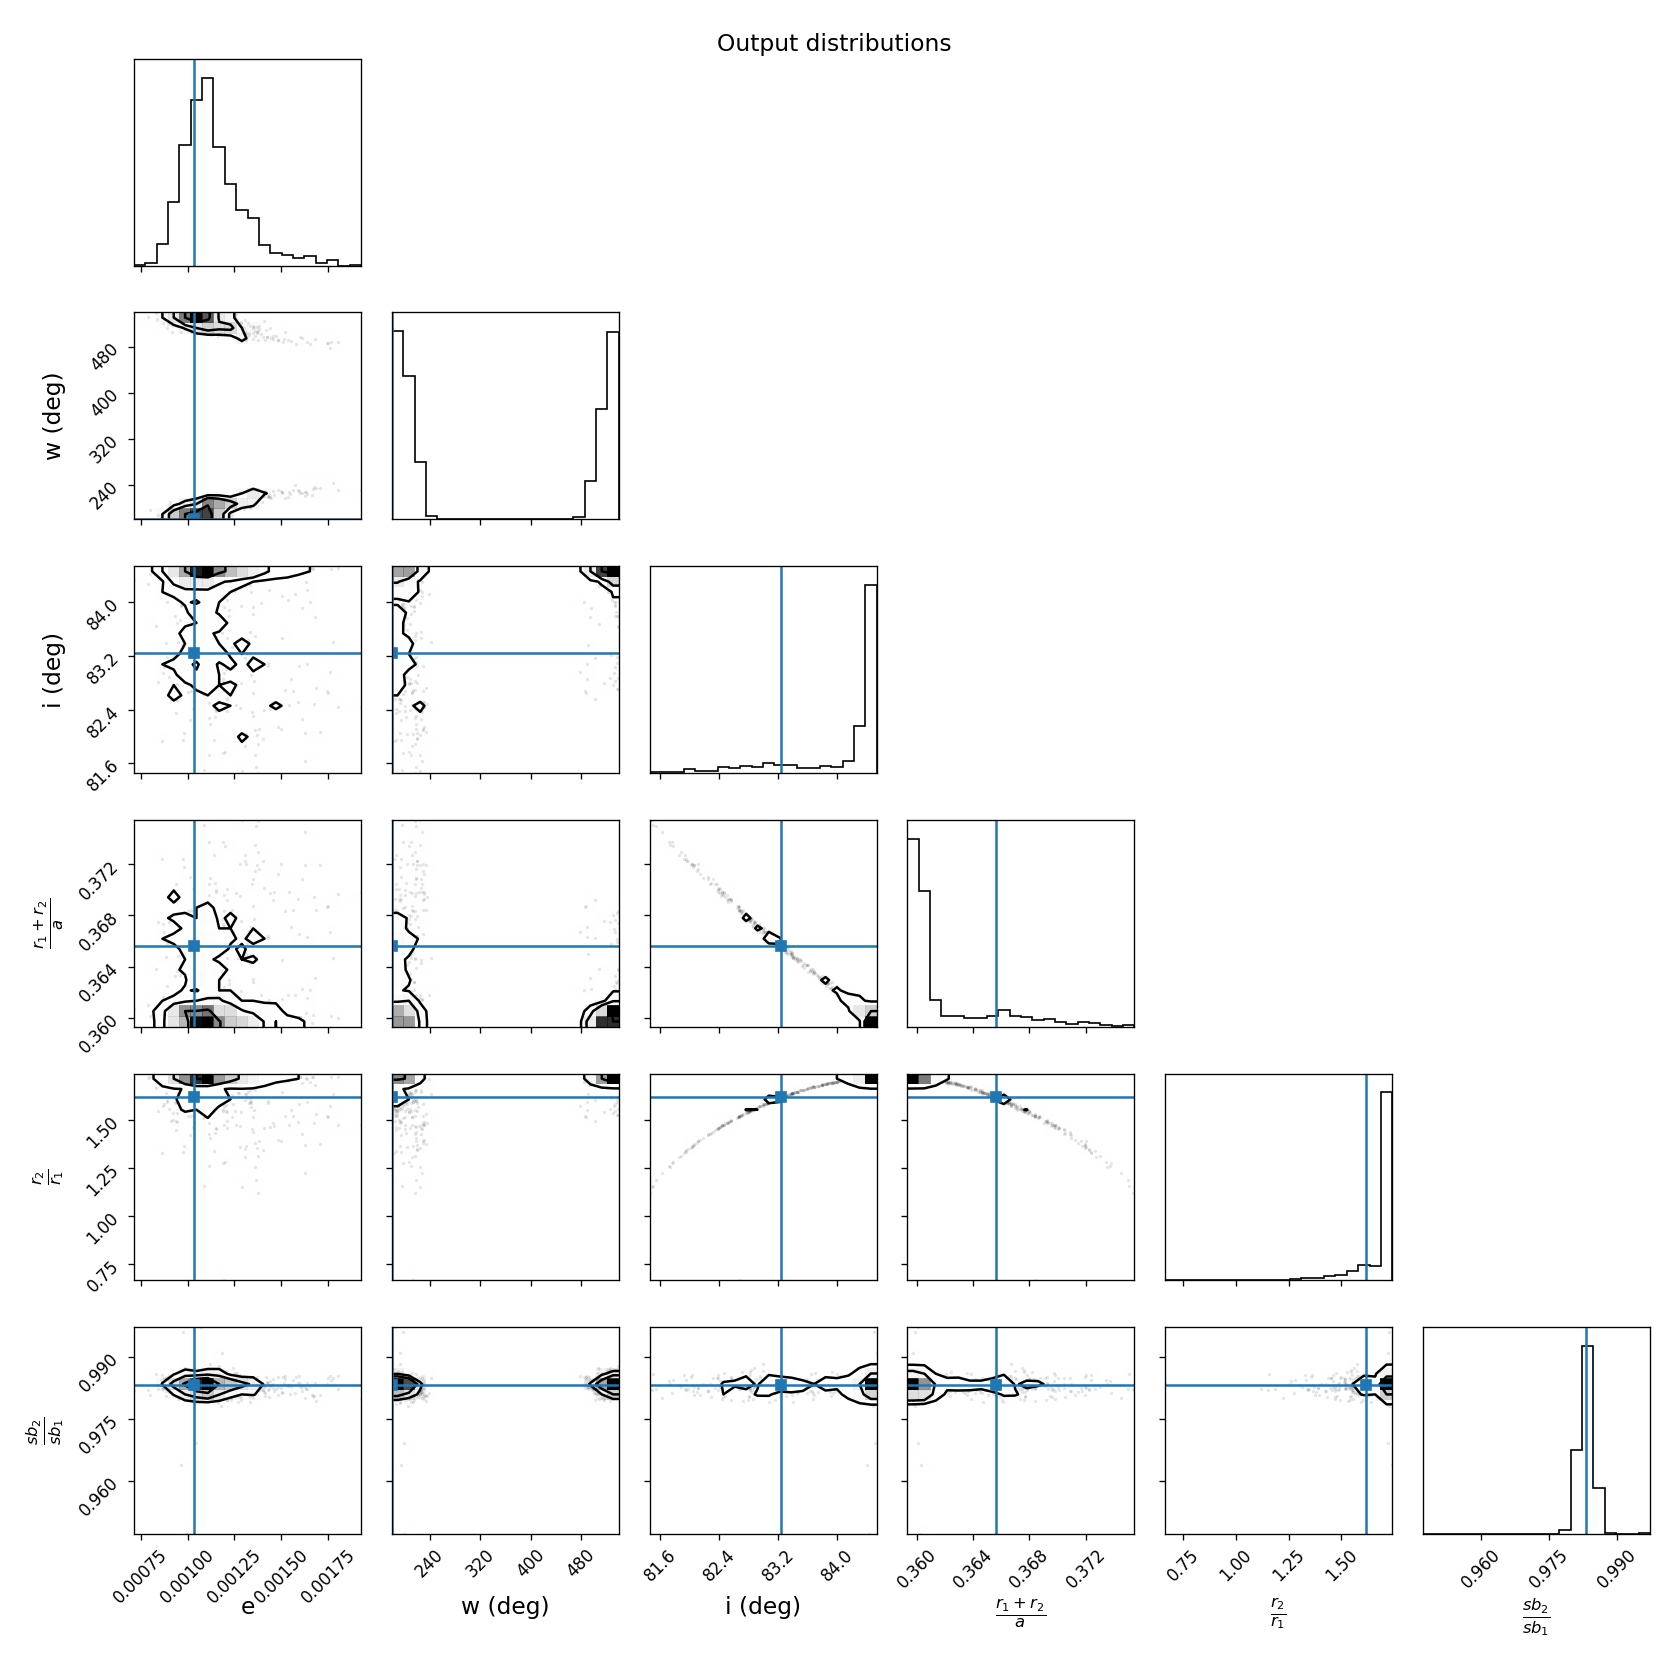 Output distributions
w (deg)
480
400
320
240
i (deg)
84.0
83.2
82.4
81.6
r₁ + r₂
a
0.372
0.368
0.364
0.360
r₂
r₁
1.50
1.25
1.00
0.75
sb₂
sb₁
0.990
0.975
0.960
0.00075 0.00100 0.00125 0.00150 0.00175
240 320 400 480
81.6 82.4 83.2 84.0
0.360 0.364 0.368 0.372
0.75 1.00 1.25 1.50
0.960 0.975 0.990
e
w (deg)
i (deg)
r₁ + r₂
a
r₂
r₁
sb₂
sb₁